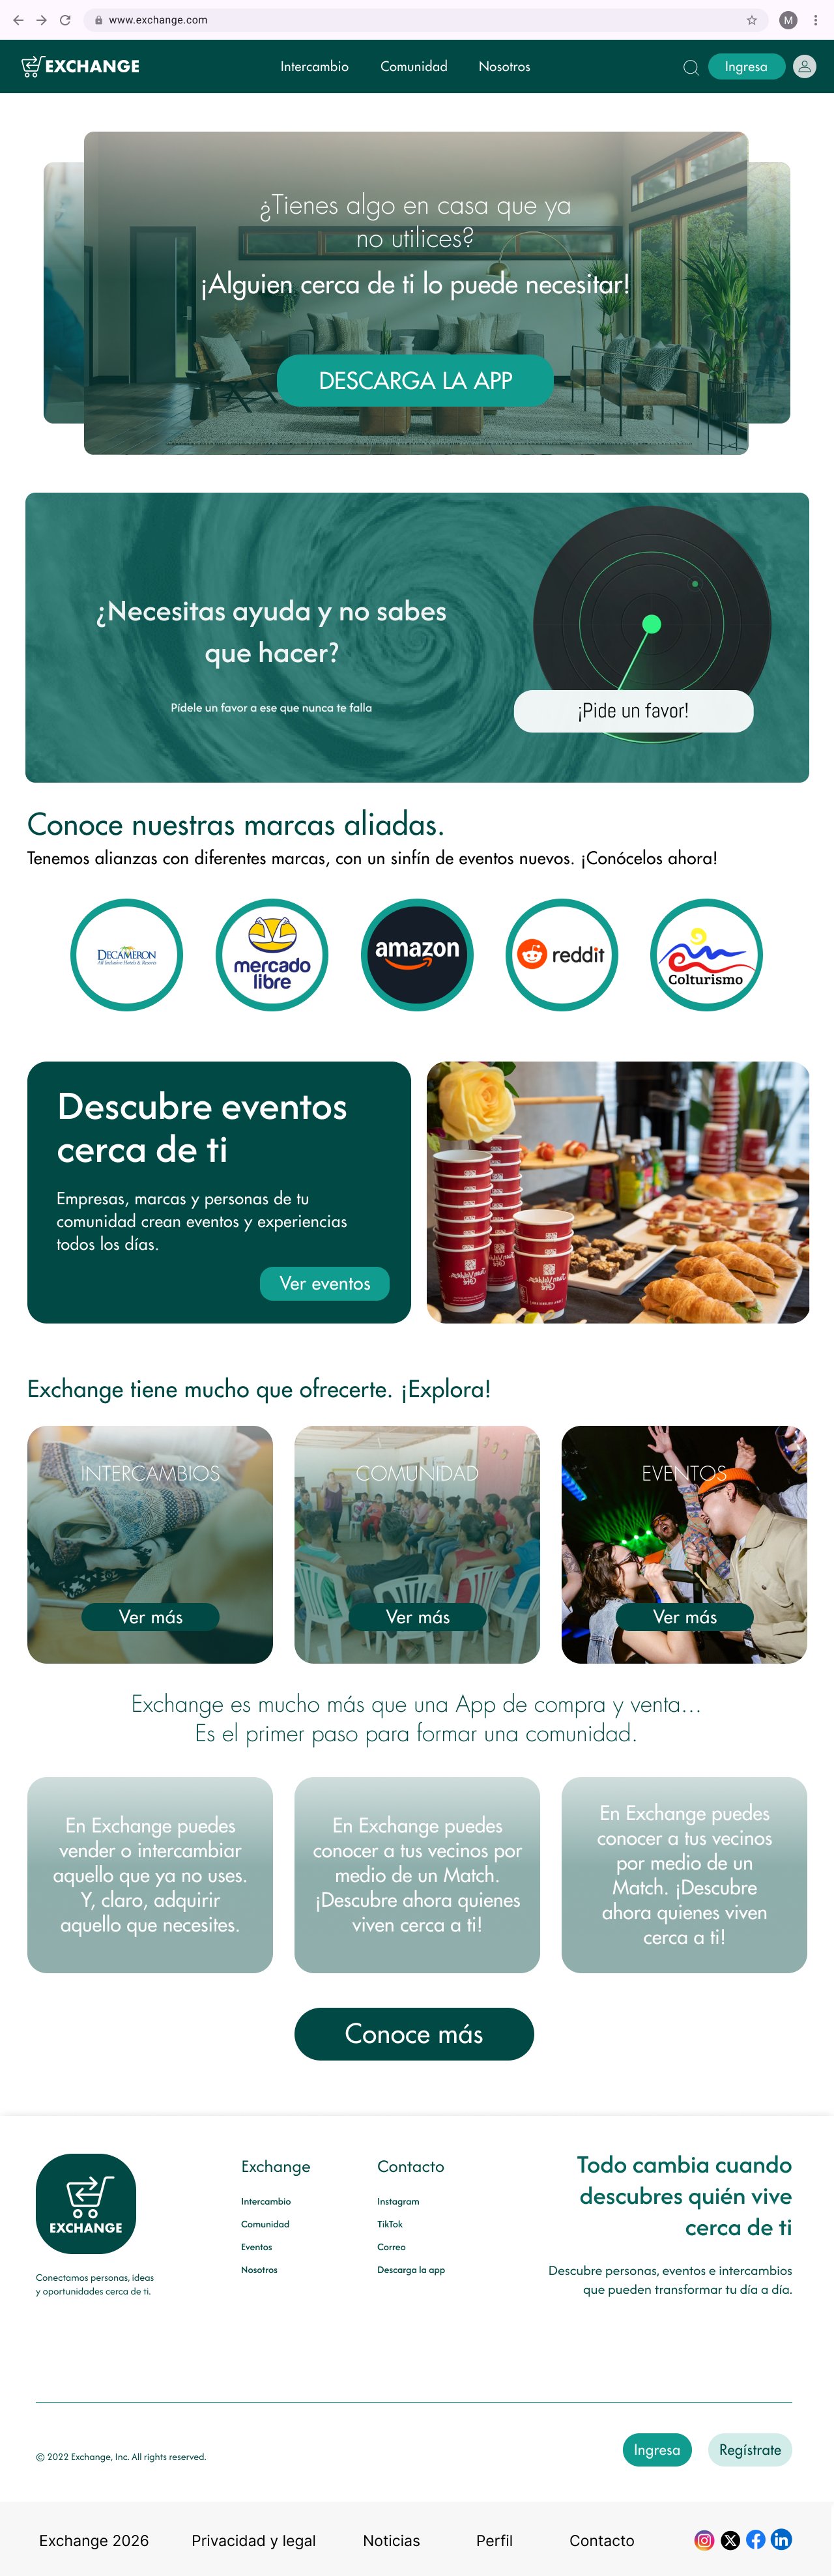 www.exchange.com
M
EXCHANGE
Intercambio
Comunidad
Nosotros
Ingresa
¿Tienes algo en casa que ya
no utilices?
¡Alguien cerca de ti lo puede necesitar!
DESCARGA LA APP
¿Necesitas ayuda y no sabes
que hacer?
Pídele un favor a ese que nunca te falla
¡Pide un favor!
Conoce nuestras marcas aliadas.
Tenemos alianzas con diferentes marcas, con un sinfín de eventos nuevos. ¡Conócelos ahora!
DECAMERON
All Inclusive Hotels & Resorts
mercado
libre
amazon
reddit
Colturismo
Descubre eventos
cerca de ti
Empresas, marcas y personas de tu
comunidad crean eventos y experiencias
todos los días.
Ver eventos
Exchange tiene mucho que ofrecerte. ¡Explora!
INTERCAMBIOS
Ver más
COMUNIDAD
Ver más
EVENTOS
Ver más
Exchange es mucho más que una App de compra y venta...
Es el primer paso para formar una comunidad.
En Exchange puedes
vender o intercambiar
aquello que ya no uses.
Y, claro, adquirir
aquello que necesites.
En Exchange puedes
conocer a tus vecinos por
medio de un Match.
¡Descubre ahora quienes
viven cerca a ti!
En Exchange puedes
conocer a tus vecinos
por medio de un
Match. ¡Descubre
ahora quienes viven
cerca a ti!
Conoce más
EXCHANGE
Conectamos personas, ideas
y oportunidades cerca de ti.
Exchange
Intercambio
Comunidad
Eventos
Nosotros
Contacto
Instagram
TikTok
Correo
Descarga la app
Todo cambia cuando
descubres quién vive
cerca de ti
Descubre personas, eventos e intercambios
que pueden transformar tu día a día.
© 2022 Exchange, Inc. All rights reserved.
Ingresa
Regístrate
Exchange 2026
Privacidad y legal
Noticias
Perfil
Contacto